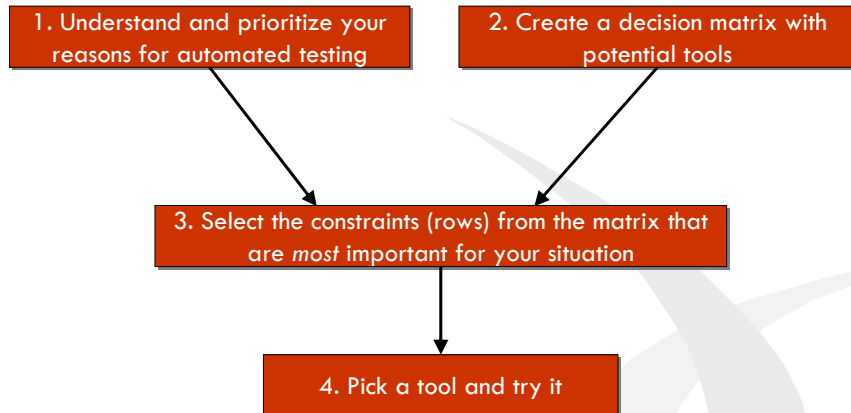 1. Understand and prioritize your
reasons for automated testing
2. Create a decision matrix with
potential tools
3. Select the constraints (rows) from the matrix that
are most important for your situation
4. Pick a tool and try it